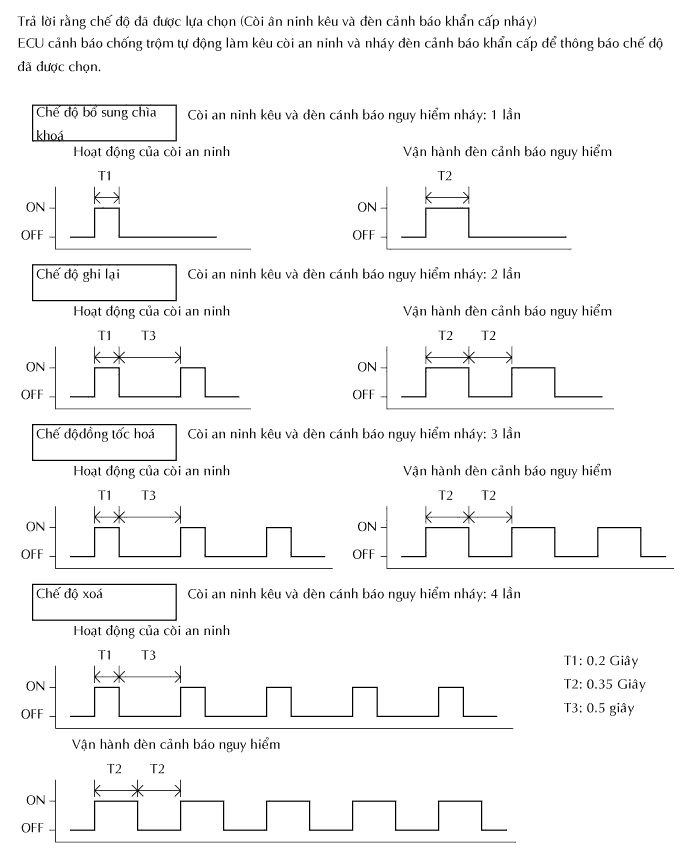 Trả lời rằng chế độ đã được lựa chọn (Còi ân ninh kêu và đèn cảnh báo khẩn cấp nháy)
ECU cảnh báo chống trộm tự động làm kêu còi an ninh và nháy đèn cảnh báo khẩn cấp để thông báo chế độ
đã được chọn.
Chế độ bổ sung chìa
khoá
Còi an ninh kêu và đèn cánh báo nguy hiểm nháy: 1 lần
Hoạt động của còi an ninh
Vận hành đèn cảnh báo nguy hiểm
T1
T2
ON
ON
OFF
OFF
Chế độ ghi lại
Còi an ninh kêu và đèn cánh báo nguy hiểm nháy: 2 lần
Hoạt động của còi an ninh
Vận hành đèn cảnh báo nguy hiểm
T1 T3
T2 T2
ON
ON
OFF
OFF
Chế độđồng tốc hoá
Còi an ninh kêu và đèn cánh báo nguy hiểm nháy: 3 lần
Hoạt động của còi an ninh
Vận hành đèn cảnh báo nguy hiểm
T1 T3
T2 T2
ON
ON
OFF
OFF
Chế độ xoá
Còi an ninh kêu và đèn cánh báo nguy hiểm nháy: 4 lần
Hoạt động của còi an ninh
T1 T3
ON
OFF
T1: 0.2 Giây
T2: 0.35 Giây
T3: 0.5 giây
Vận hành đèn cảnh báo nguy hiểm
T2 T2
ON
OFF